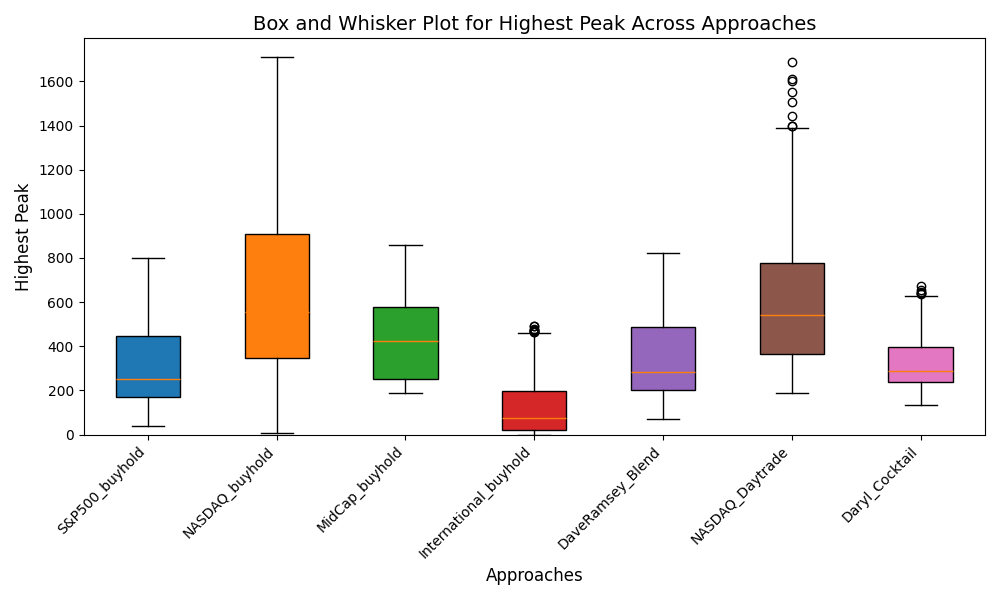 Box and Whisker Plot for Highest Peak Across Approaches
Highest Peak
1600
1400
1200
1000
800
600
400
200
0
S&P500_buyhold
NASDAQ_buyhold
MidCap_buyhold
International_buyhold
DaveRamsey_Blend
NASDAQ_Daytrade
Daryl_Cocktail
Approaches